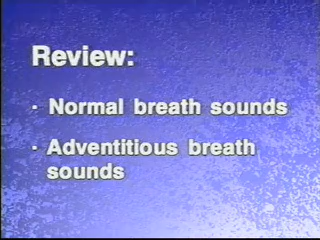 Review:
· Normal breath sounds
· Adventitious breath
sounds